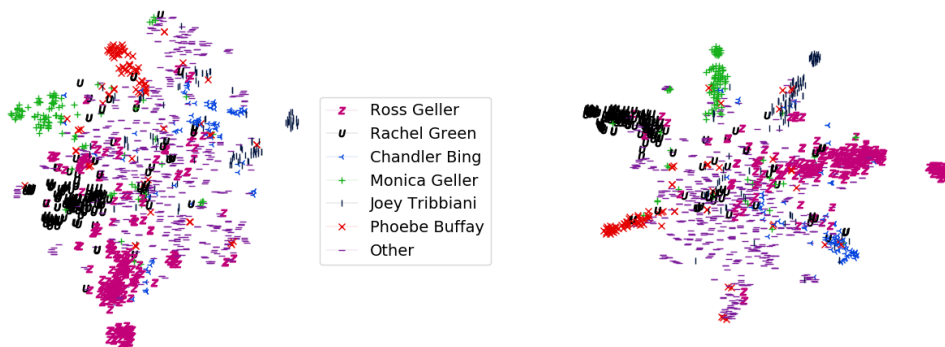 Ross Geller
Rachel Green
Chandler Bing
Monica Geller
Joey Tribbiani
Phoebe Buffay
Other